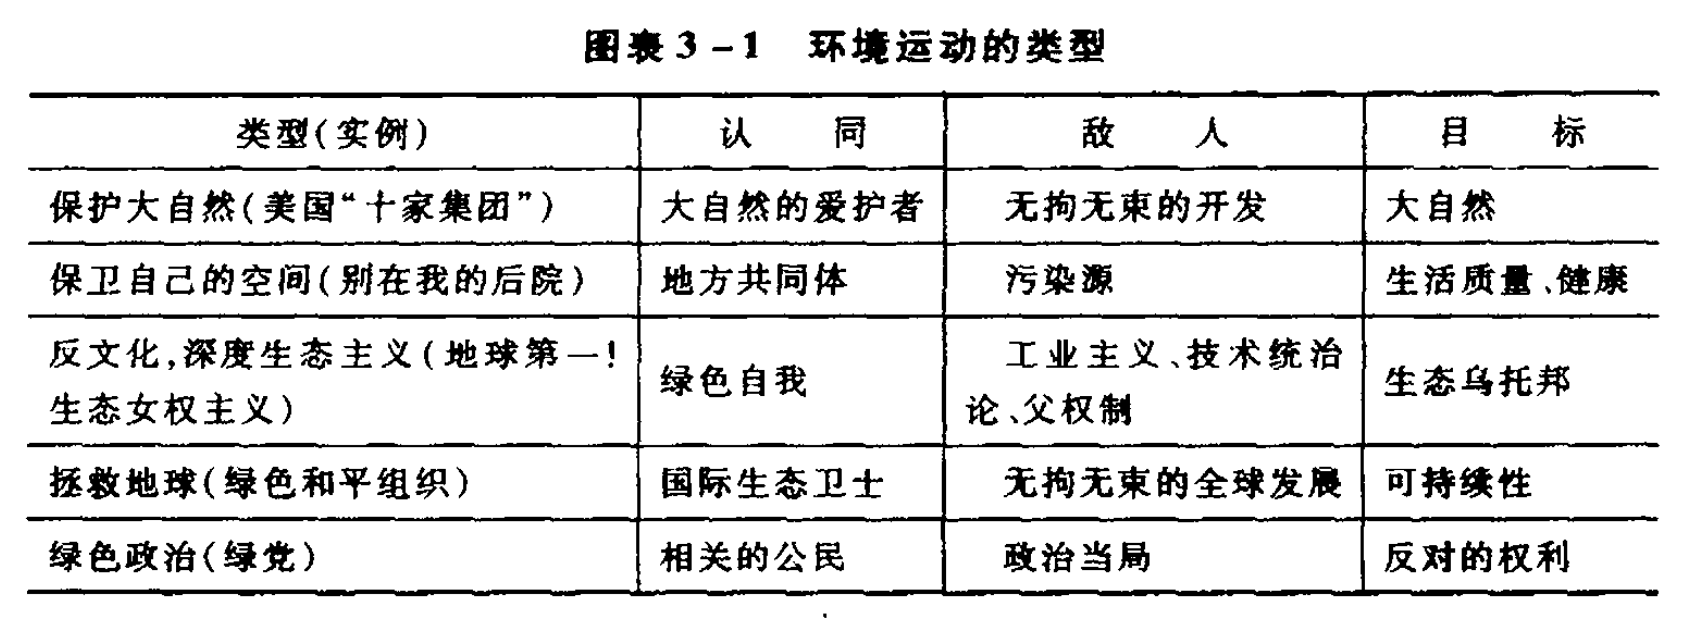 图表3-1 环境运动的类型
类型(实例) 认同 敌人 目标
保护大自然(美国“十家集团”) 大自然的爱护者 无拘无束的开发 大自然
保卫自己的空间(别在我的后院) 地方共同体 污染源 生活质量、健康
反文化,深度生态主义(地球第一! 工业主义、技术统治
绿色自我 生态乌托邦
生态女权主义) 论、父权制
拯救地球(绿色和平组织) 国际生态卫士 无拘无束的全球发展 可持续性
绿色政治(绿党) 相关的公民 政治当局 反对的权利